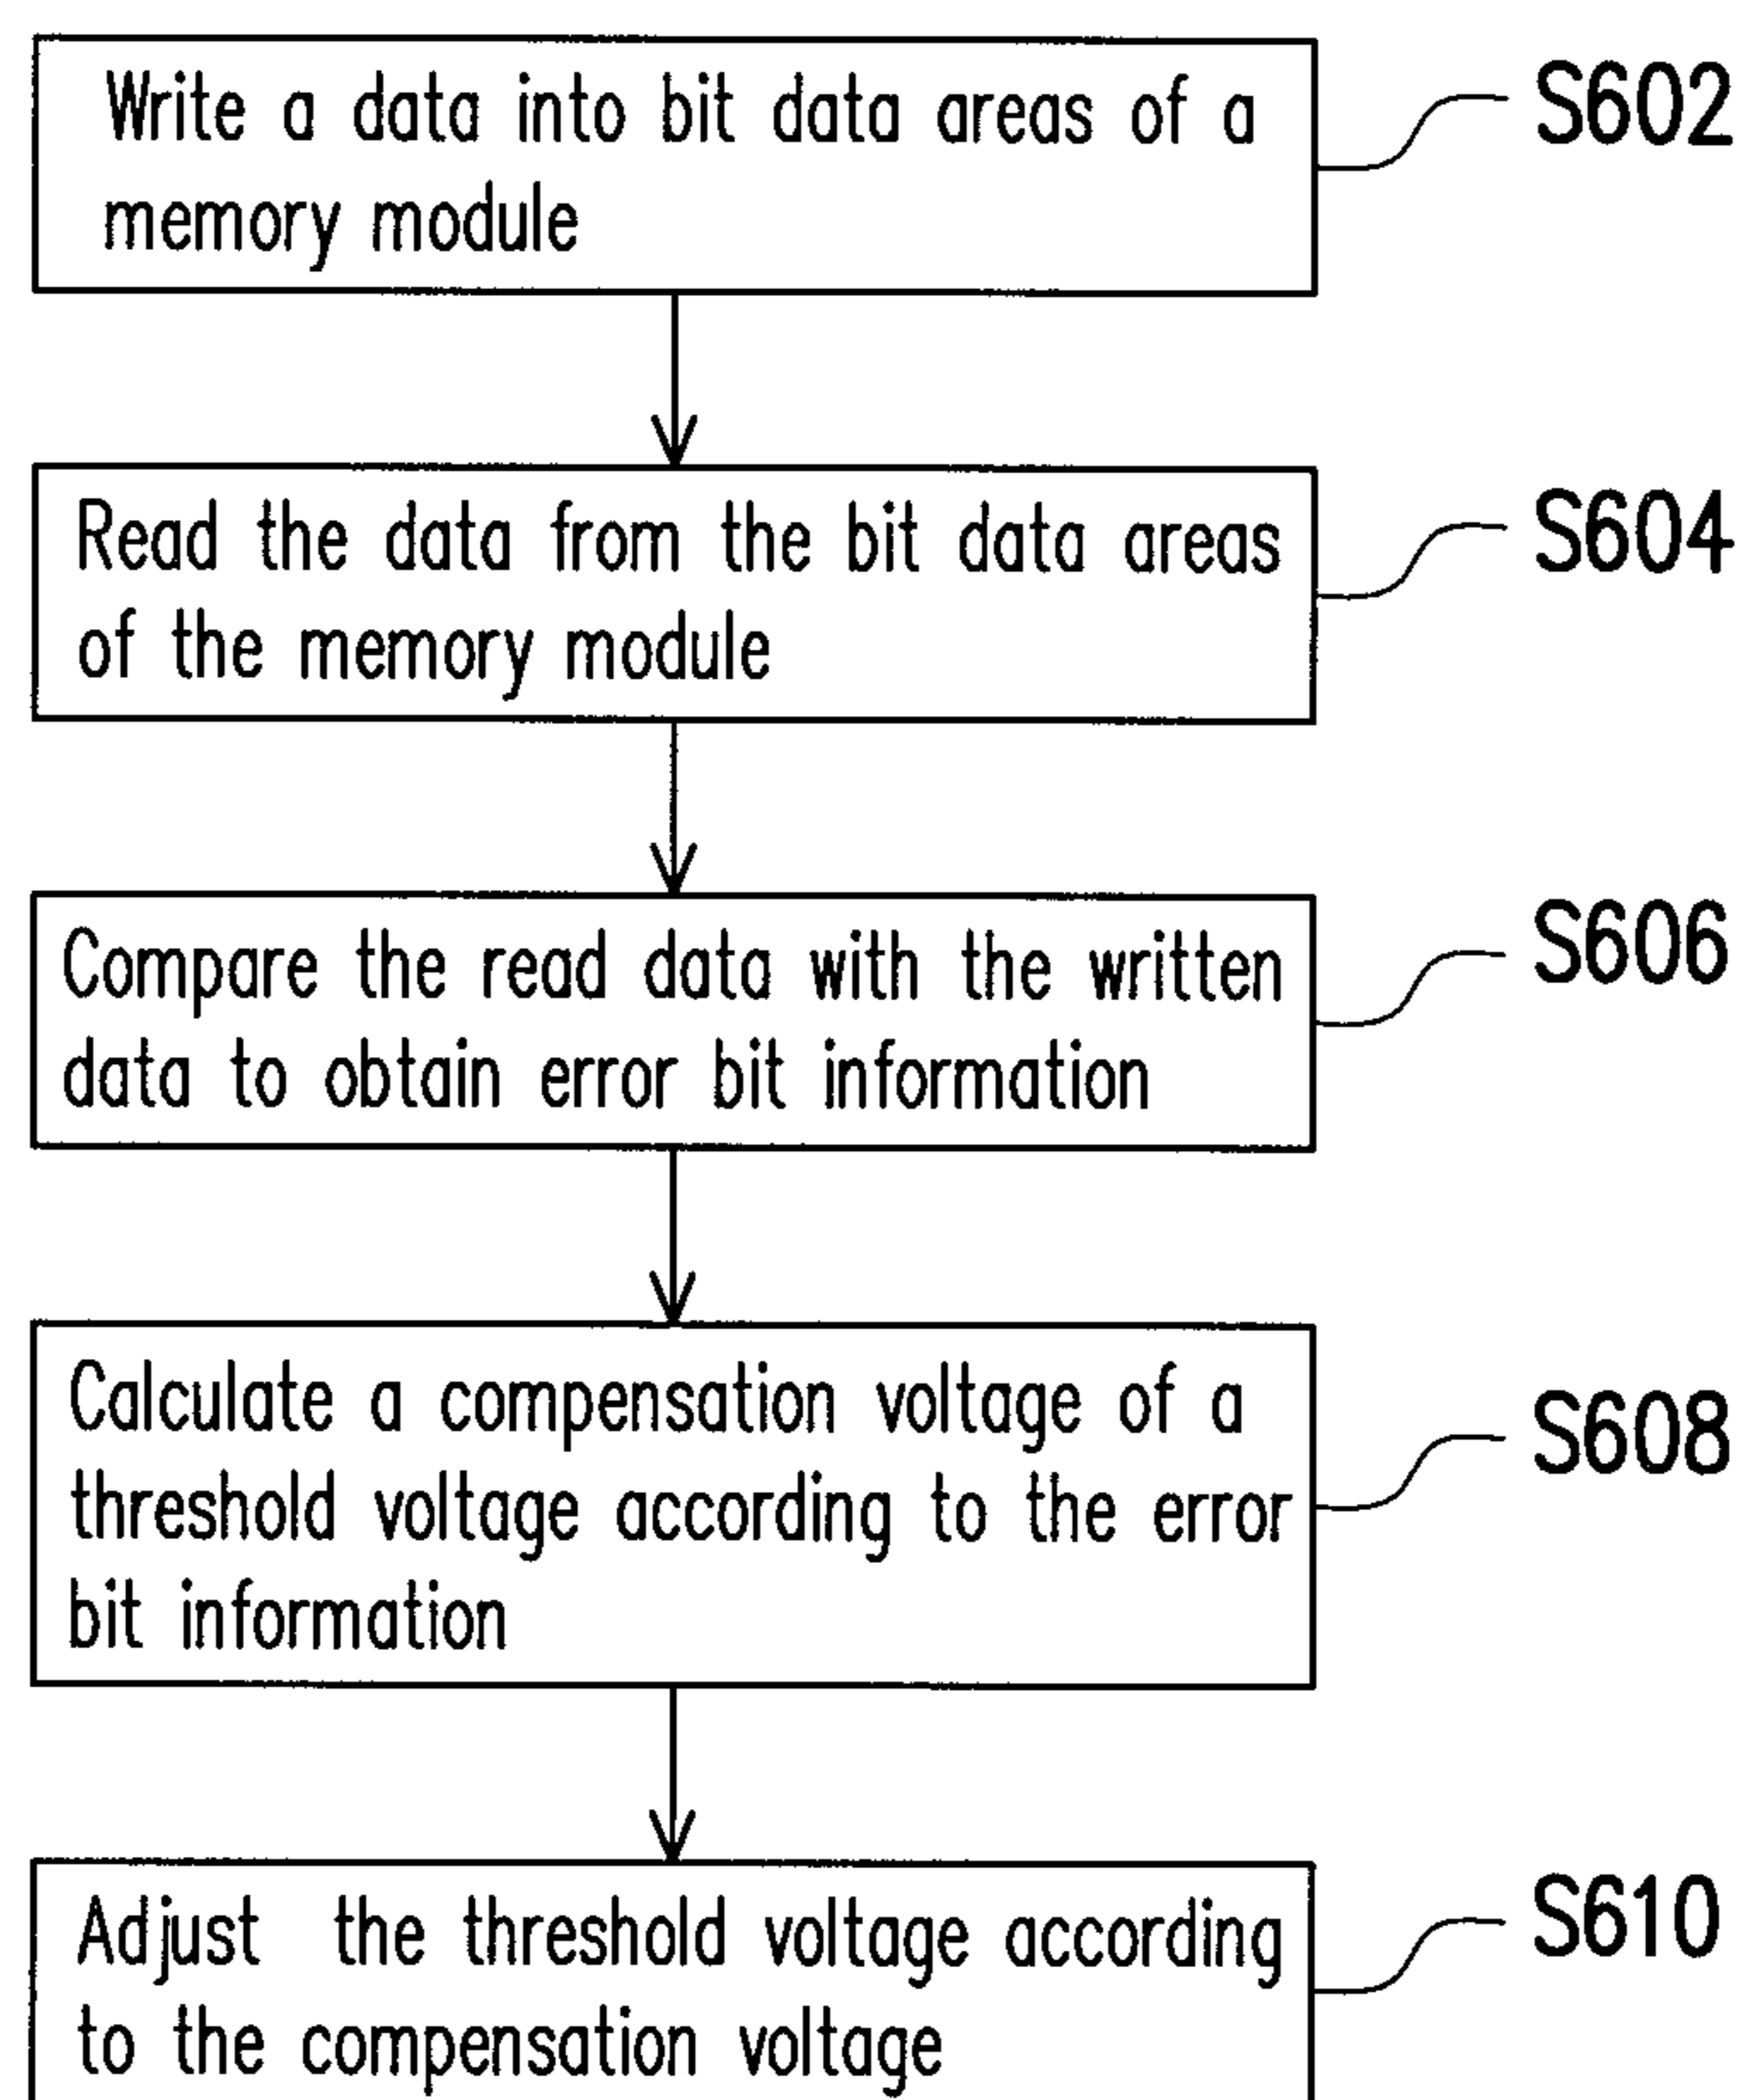 Write a data into bit data areas of a
memory module
S602
Read the data from the bit data areas
of the memory module
S604
Compare the read data with the written
data to obtain error bit information
S606
Calculate a compensation voltage of a
threshold voltage according to the error
bit information
S608
Adjust the threshold voltage according
to the compensation voltage
S610